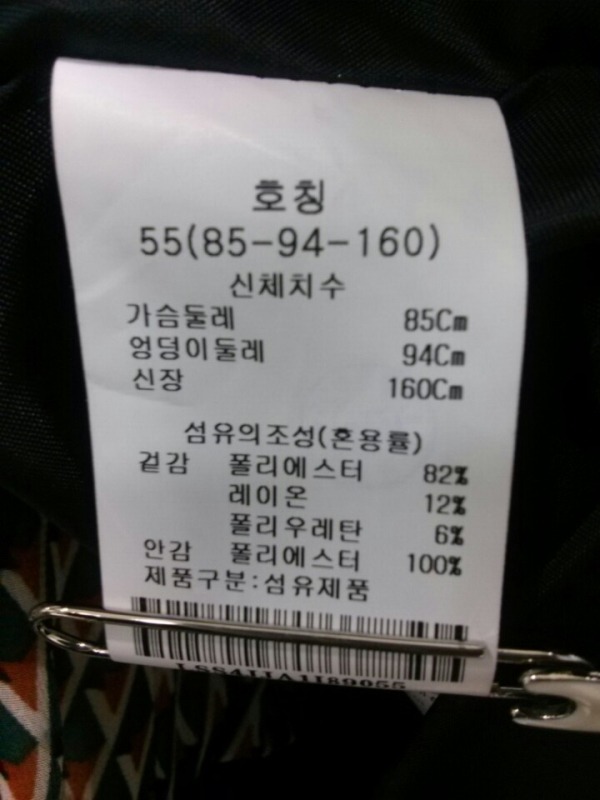 호칭
55(85-94-160)
신체치수
가슴둘레 85Cm
엉덩이둘레 94Cm
신장 160Cm
섬유의조성(혼용률)
겉감 폴리에스터 82%
레이온 12%
폴리우레탄 6%
안감 폴리에스터 100%
제품구분:섬유제품